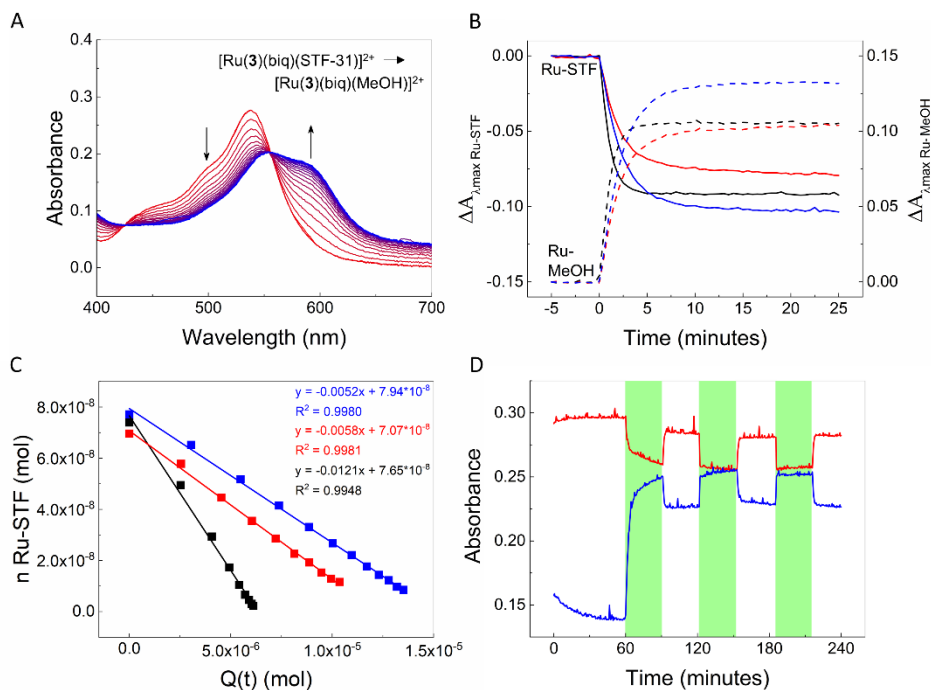 A
[Ru(3)(biq)(STF-31)]²⁺ →
[Ru(3)(biq)(MeOH)]²⁺
Absorbance
0.4
0.3
0.2
0.1
0.0
400 500 600 700
Wavelength (nm)
B
Ru-STF
Ru-
MeOH
ΔAλmax Ru-STF
0.00
-0.05
-0.10
-0.15
ΔAλmax Ru-MeOH
0.15
0.10
0.05
0.00
-5 0 5 10 15 20 25
Time (minutes)
C
y = -0.0052x + 7.94*10⁻⁸
R² = 0.9980
y = -0.0058x + 7.07*10⁻⁸
R² = 0.9981
y = -0.0121x + 7.65*10⁻⁸
R² = 0.9948
n Ru-STF (mol)
8.0x10⁻⁸
6.0x10⁻⁸
4.0x10⁻⁸
2.0x10⁻⁸
0.0
0.0 5.0x10⁻⁶ 1.0x10⁻⁵ 1.5x10⁻⁵
Q(t) (mol)
D
Absorbance
0.30
0.25
0.20
0.15
0 60 120 180 240
Time (minutes)